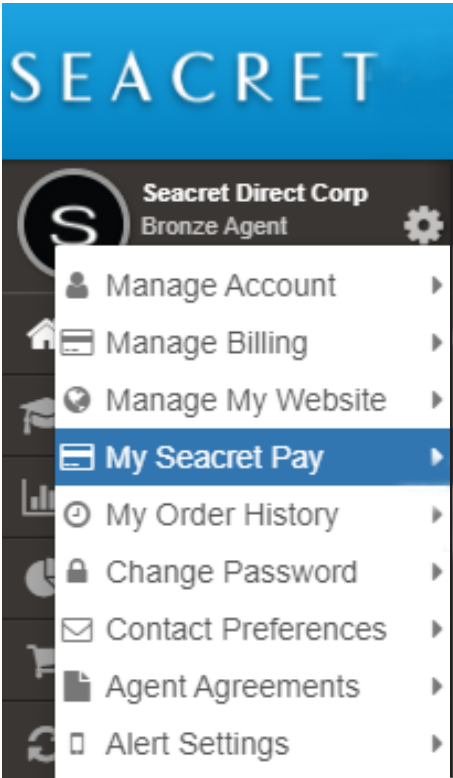 SEACRET
Seacret Direct Corp
Bronze Agent
S
Manage Account
Manage Billing
Manage My Website
My Seacret Pay
My Order History
Change Password
Contact Preferences
Agent Agreements
Alert Settings